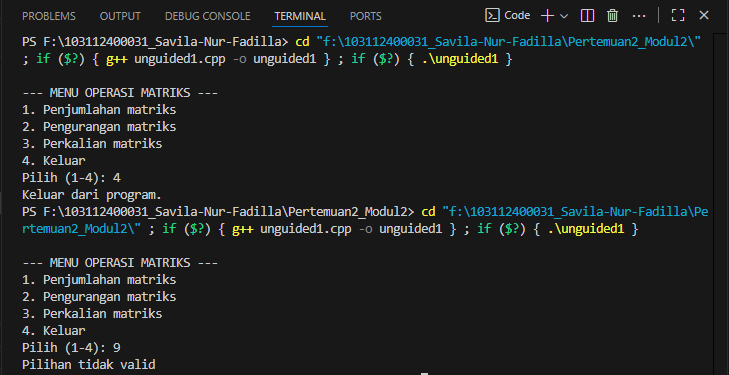 PROBLEMS OUTPUT DEBUG CONSOLE TERMINAL PORTS Code
PS F:\103112400031_Savila-Nur-Fadilla> cd "f:\103112400031_Savila-Nur-Fadilla\Pertemuan2_Modul2\"
; if ($?) { g++ unguided1.cpp -o unguided1 } ; if ($?) { .\unguided1 }
--- MENU OPERASI MATRIKS ---
1. Penjumlahan matriks
2. Pengurangan matriks
3. Perkalian matriks
4. Keluar
Pilih (1-4): 4
Keluar dari program.
PS F:\103112400031_Savila-Nur-Fadilla\Pertemuan2_Modul2> cd "f:\103112400031_Savila-Nur-Fadilla\Pe
rtemuan2_Modul2\" ; if ($?) { g++ unguided1.cpp -o unguided1 } ; if ($?) { .\unguided1 }
--- MENU OPERASI MATRIKS ---
1. Penjumlahan matriks
2. Pengurangan matriks
3. Perkalian matriks
4. Keluar
Pilih (1-4): 9
Pilihan tidak valid